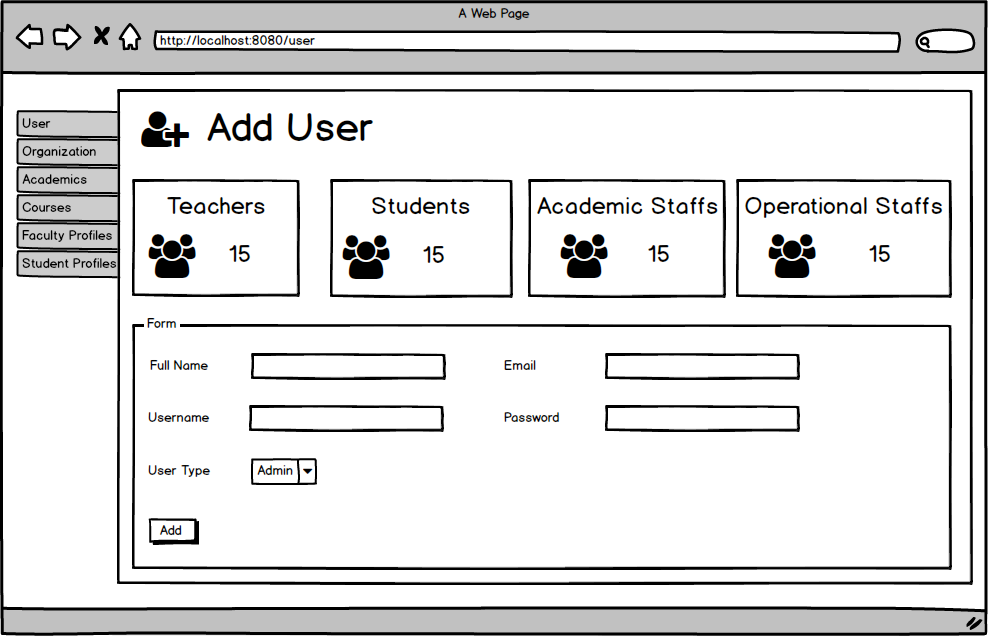 A Web Page
http://localhost:8080/user
User
Organization
Academics
Courses
Faculty Profiles
Student Profiles
Add User
Teachers
15
Students
15
Academic Staffs
15
Operational Staffs
15
Form
Full Name
Email
Username
Password
User Type
Admin
Add